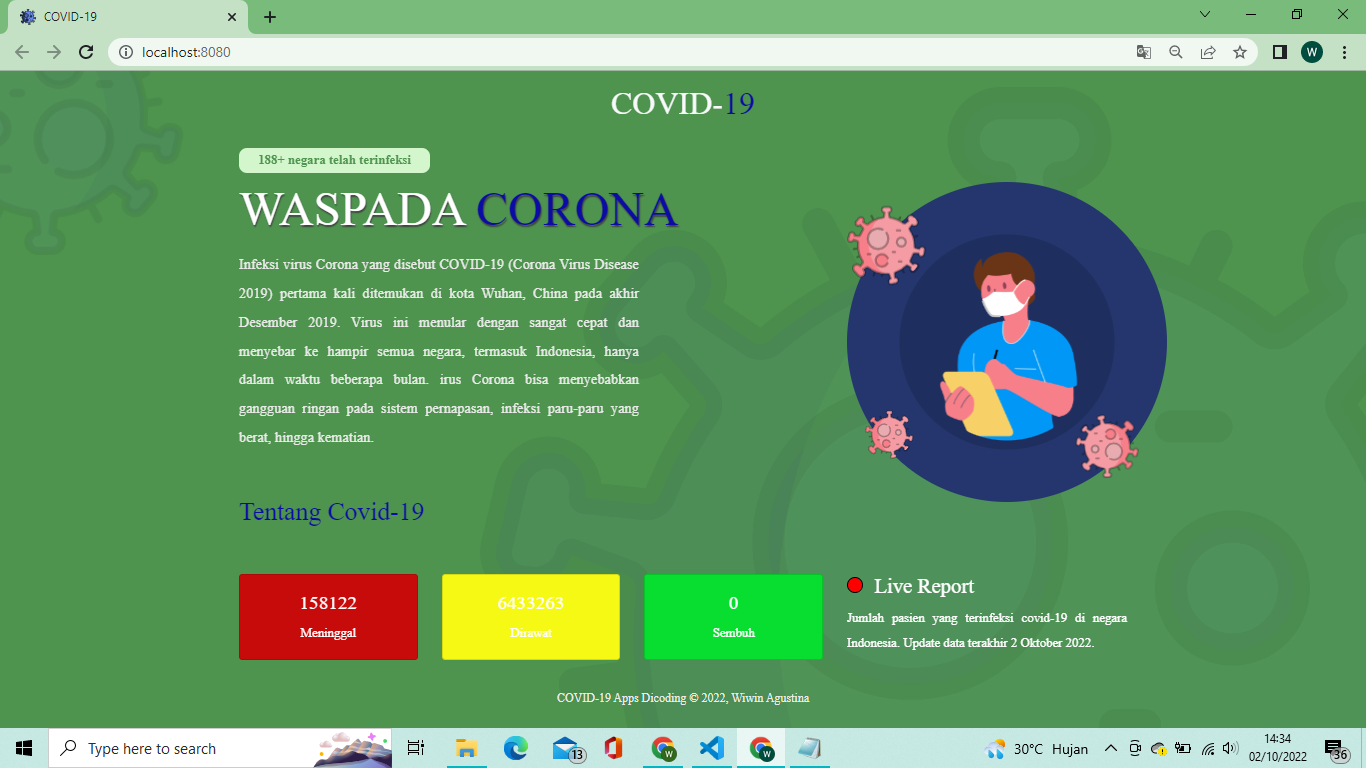 COVID-19
localhost:8080
W
COVID-19
188+ negara telah terinfeksi
WASPADA CORONA
Infeksi virus Corona yang disebut COVID-19 (Corona Virus Disease
2019) pertama kali ditemukan di kota Wuhan, China pada akhir
Desember 2019. Virus ini menular dengan sangat cepat dan
menyebar ke hampir semua negara, termasuk Indonesia, hanya
dalam waktu beberapa bulan. irus Corona bisa menyebabkan
gangguan ringan pada sistem pernapasan, infeksi paru-paru yang
berat, hingga kematian.
Tentang Covid-19
158122
Meninggal
6433263
Dirawat
0
Sembuh
Live Report
Jumlah pasien yang terinfeksi covid-19 di negara
Indonesia. Update data terakhir 2 Oktober 2022.
COVID-19 Apps Dicoding © 2022, Wiwin Agustina
Type here to search
13
W
W
30°C Hujan
14:34
02/10/2022
36